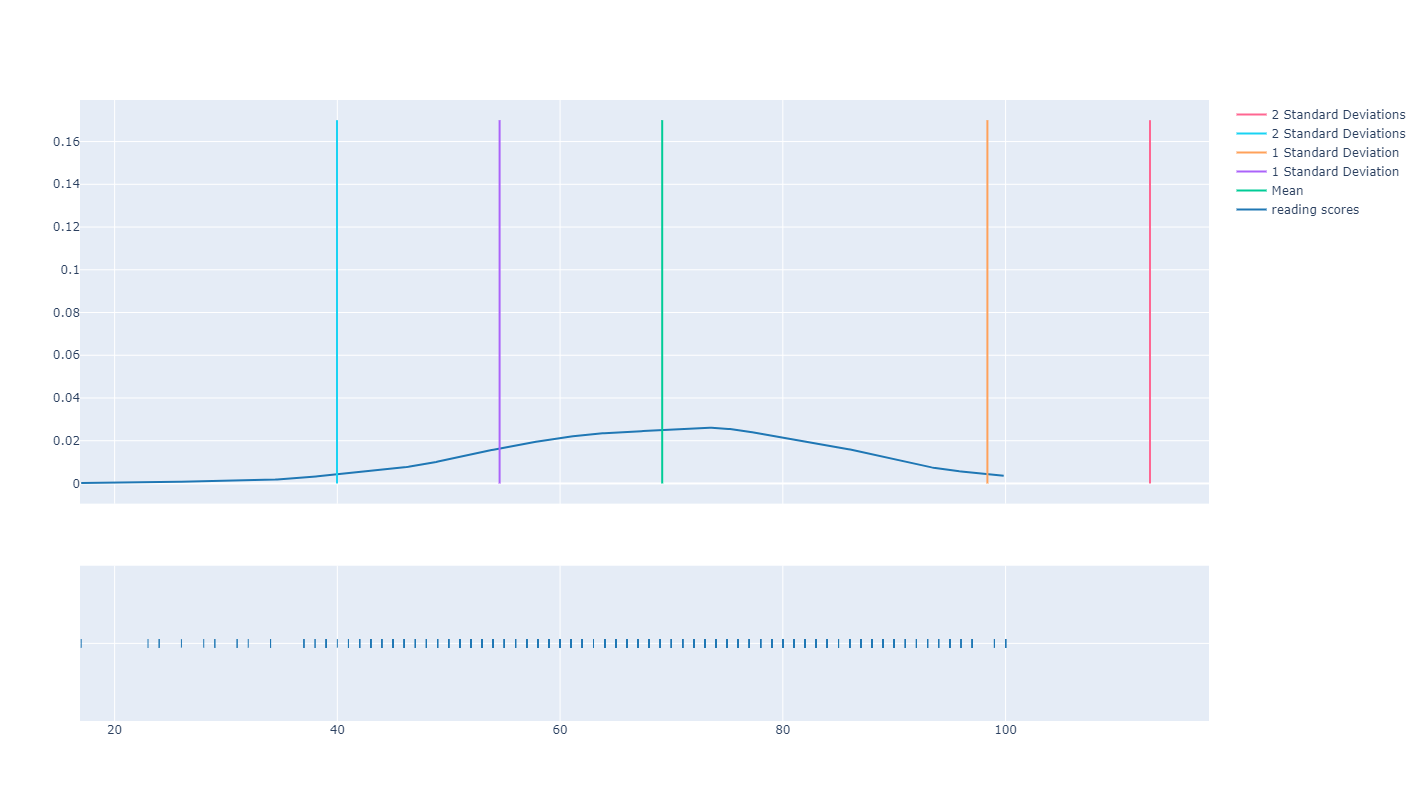 2 Standard Deviations
2 Standard Deviations
1 Standard Deviation
1 Standard Deviation
Mean
reading scores
0.16
0.14
0.12
0.1
0.08
0.06
0.04
0.02
0
20 40 60 80 100